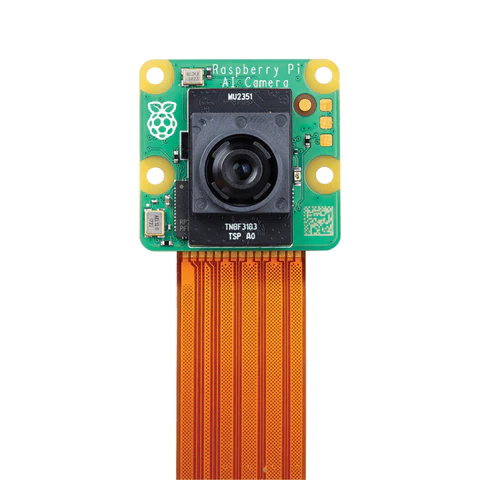 Raspberry Pi
AI Camera
MU2351
TNBF3183
TSP A0